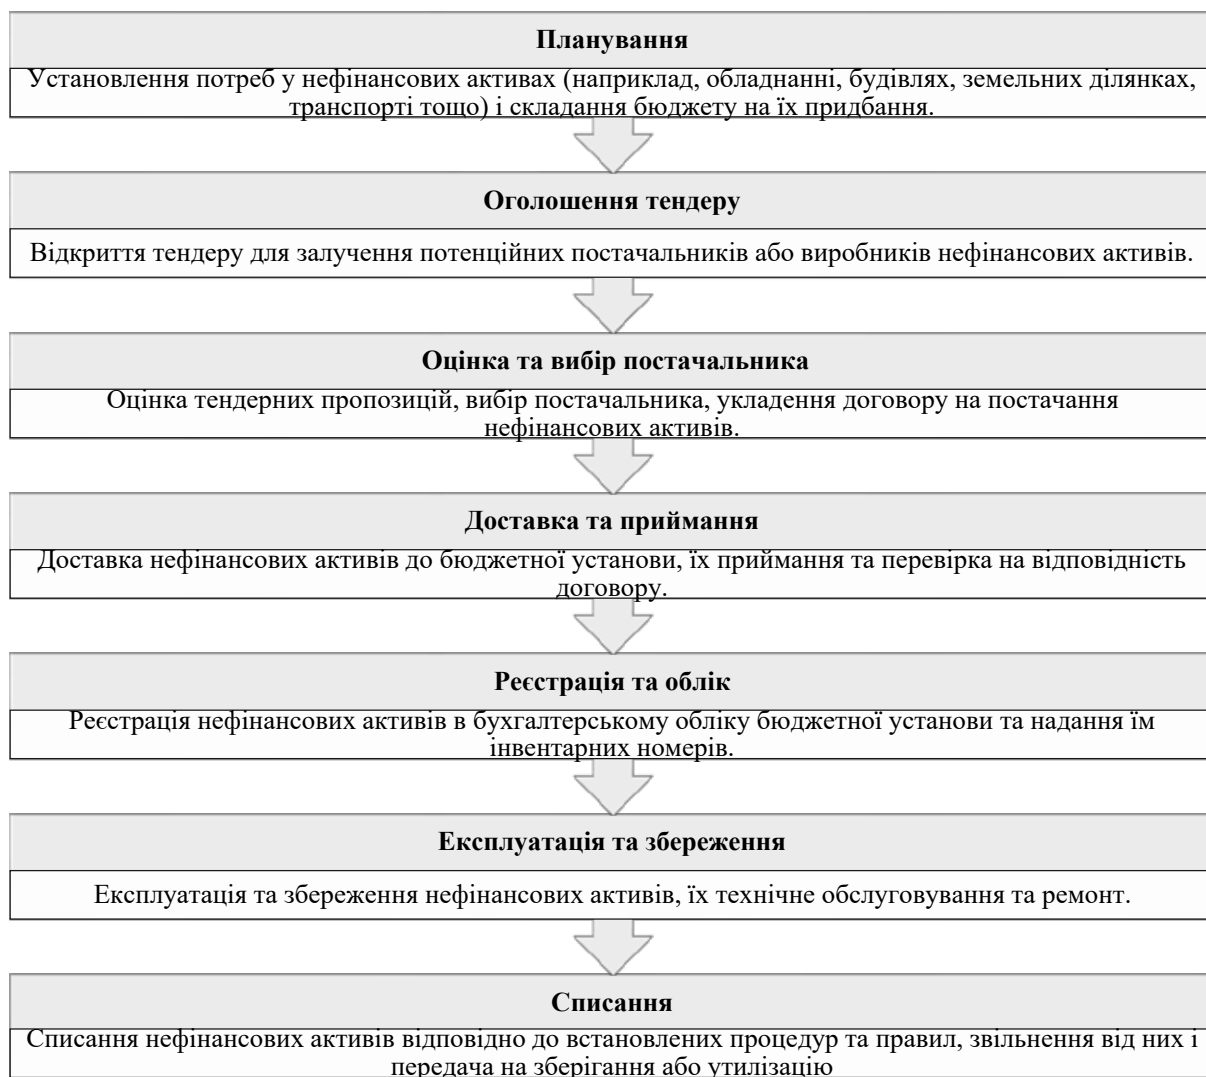 Планування
Установлення потреб у нефінансових активах (наприклад, обладнанні, будівлях, земельних ділянках,
транспорті тощо) і складання бюджету на їх придбання.
Оголошення тендеру
Відкриття тендеру для залучення потенційних постачальників або виробників нефінансових активів.
Оцінка та вибір постачальника
Оцінка тендерних пропозицій, вибір постачальника, укладення договору на постачання
нефінансових активів.
Доставка та приймання
Доставка нефінансових активів до бюджетної установи, їх приймання та перевірка на відповідність
договору.
Реєстрація та облік
Реєстрація нефінансових активів в бухгалтерському обліку бюджетної установи та надання їм
інвентарних номерів.
Експлуатація та збереження
Експлуатація та збереження нефінансових активів, їх технічне обслуговування та ремонт.
Списання
Списання нефінансових активів відповідно до встановлених процедур та правил, звільнення від них і
передача на зберігання або утилізацію